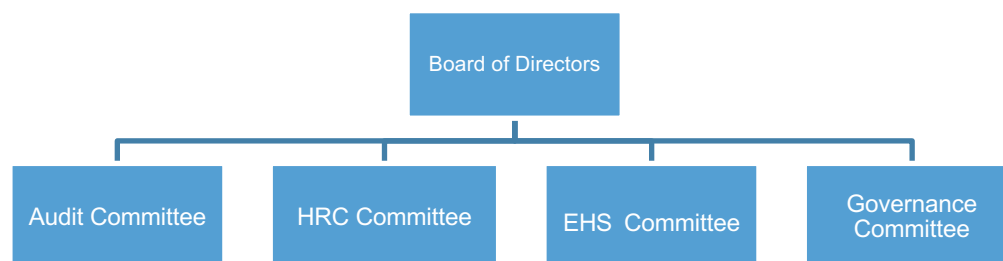 Board of Directors
Audit Committee
HRC Committee
EHS  Committee
Governance
Committee